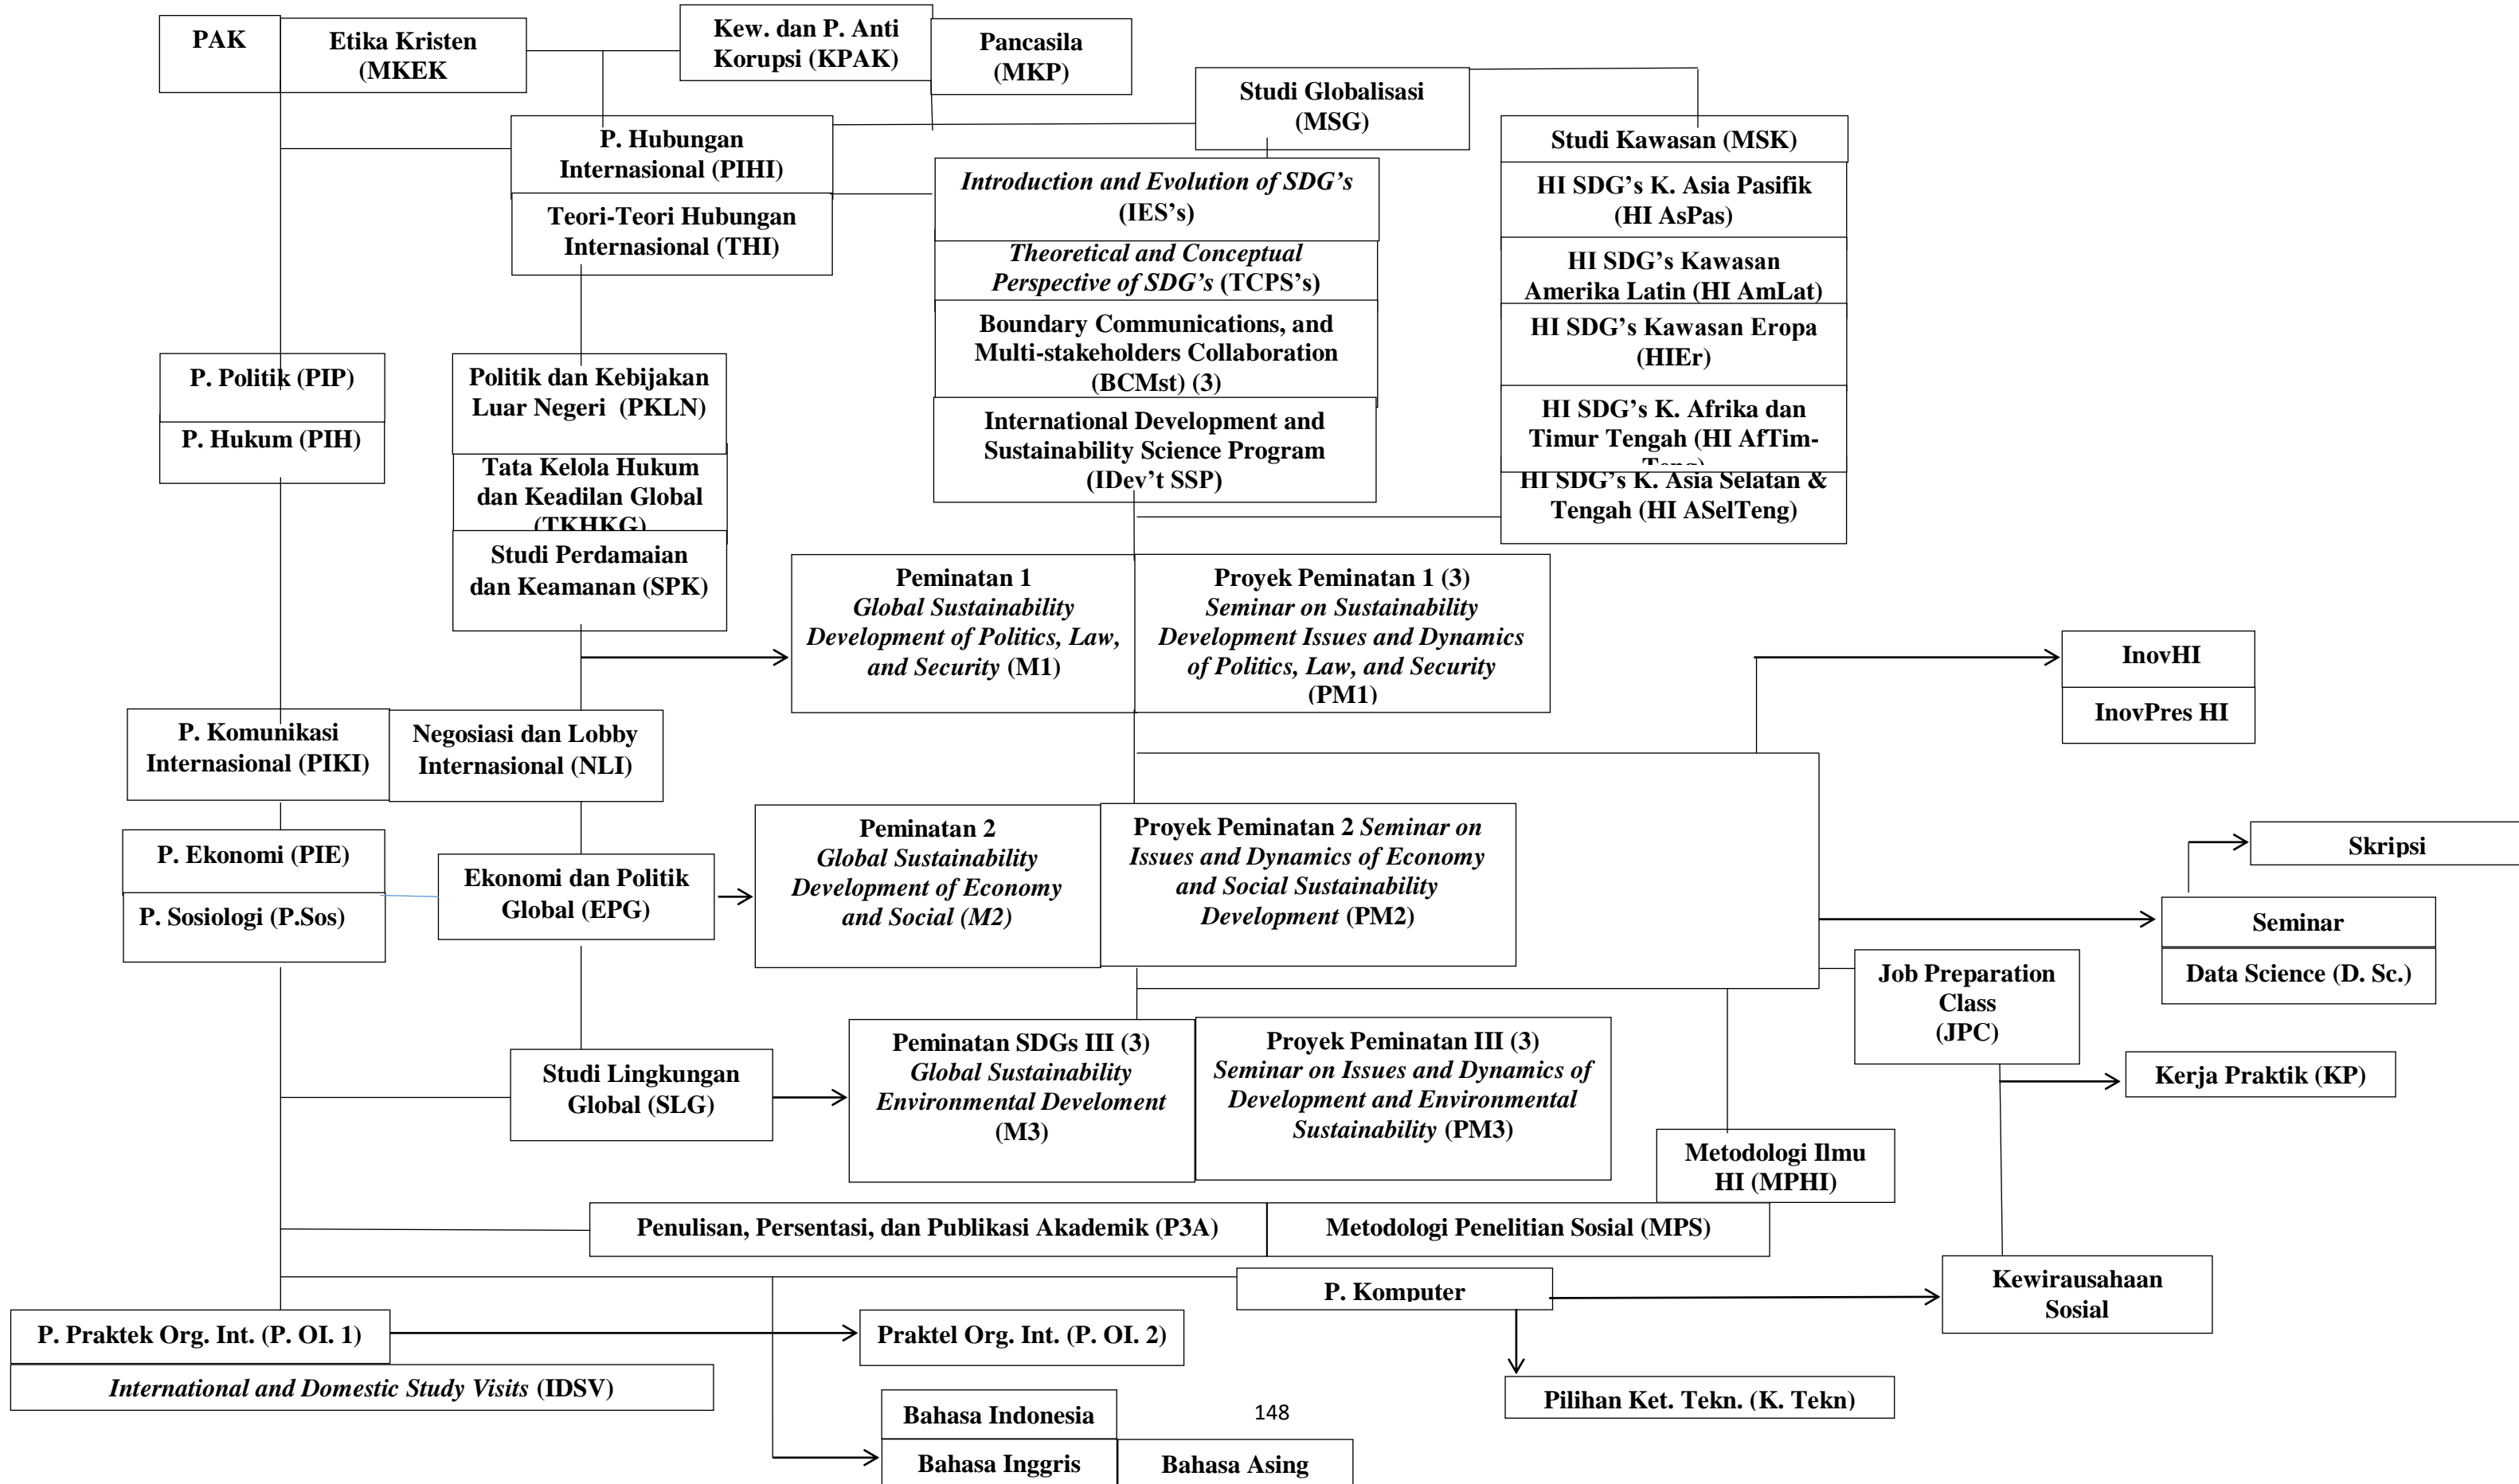 PAK
Etika Kristen
(MKEK
Kew. dan P. Anti
Korupsi (KPAK)
Pancasila
(MKP)
Studi Globalisasi
(MSG)
P. Hubungan
Internasional (PIHI)
Teori-Teori Hubungan
Internasional (THI)
Introduction and Evolution of SDG’s
(IES’s)
Theoretical and Conceptual
Perspective of SDG’s (TCPS’s)
Boundary Communications, and
Multi-stakeholders Collaboration
(BCMst) (3)
International Development and
Sustainability Science Program
(IDev’t SSP)
Studi Kawasan (MSK)
HI SDG’s K. Asia Pasifik
(HI AsPas)
HI SDG’s Kawasan
Amerika Latin (HI AmLat)
HI SDG’s Kawasan Eropa
(HIEr)
HI SDG’s K. Afrika dan
Timur Tengah (HI AfTim-
HI SDG’s K. Asia Selatan &
Tengah (HI ASelTeng)
P. Politik (PIP)
P. Hukum (PIH)
Politik dan Kebijakan
Luar Negeri (PKLN)
Tata Kelola Hukum
dan Keadilan Global
(TKHKG)
Studi Perdamaian
dan Keamanan (SPK)
Peminatan 1
Global Sustainability
Development of Politics, Law,
and Security (M1)
Proyek Peminatan 1 (3)
Seminar on Sustainability
Development Issues and Dynamics
of Politics, Law, and Security
(PM1)
InovHI
InovPres HI
P. Komunikasi
Internasional (PIKI)
Negosiasi dan Lobby
Internasional (NLI)
P. Ekonomi (PIE)
P. Sosiologi (P.Sos)
Ekonomi dan Politik
Global (EPG)
Peminatan 2
Global Sustainability
Development of Economy
and Social (M2)
Proyek Peminatan 2 Seminar on
Issues and Dynamics of Economy
and Social Sustainability
Development (PM2)
Skripsi
Seminar
Data Science (D. Sc.)
Job Preparation
Class
(JPC)
Kerja Praktik (KP)
Studi Lingkungan
Global (SLG)
Peminatan SDGs III (3)
Global Sustainability
Environmental Develoment
(M3)
Proyek Peminatan III (3)
Seminar on Issues and Dynamics of
Development and Environmental
Sustainability (PM3)
Metodologi Ilmu
HI (MPHI)
Penulisan, Persentasi, dan Publikasi Akademik (P3A)
Metodologi Penelitian Sosial (MPS)
P. Komputer
Kewirausahaan
Sosial
P. Praktek Org. Int. (P. OI. 1)
Praktel Org. Int. (P. OI. 2)
International and Domestic Study Visits (IDSV)
Pilihan Ket. Tekn. (K. Tekn)
Bahasa Indonesia
148
Bahasa Inggris
Bahasa Asing